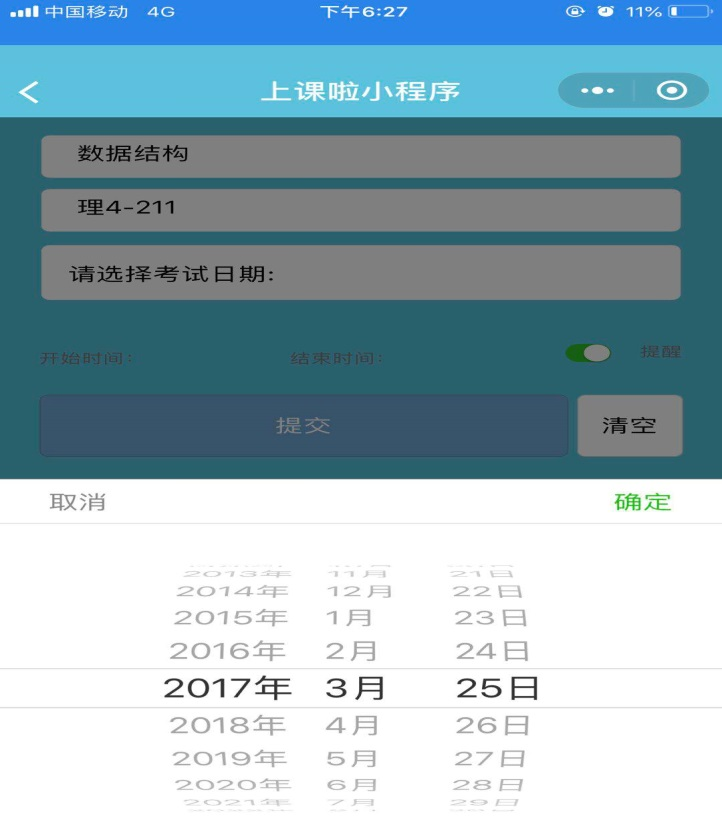 中国移动 4G 下午6:27 11%
上课啦小程序
数据结构
理4-211
请选择考试日期:
开始时间: 结束时间: 提醒
提交 清空
取消 确定
2013年 11月 21日
2014年 12月 22日
2015年 1月 23日
2016年 2月 24日
2017年 3月 25日
2018年 4月 26日
2019年 5月 27日
2020年 6月 28日
2021年 7月 29日